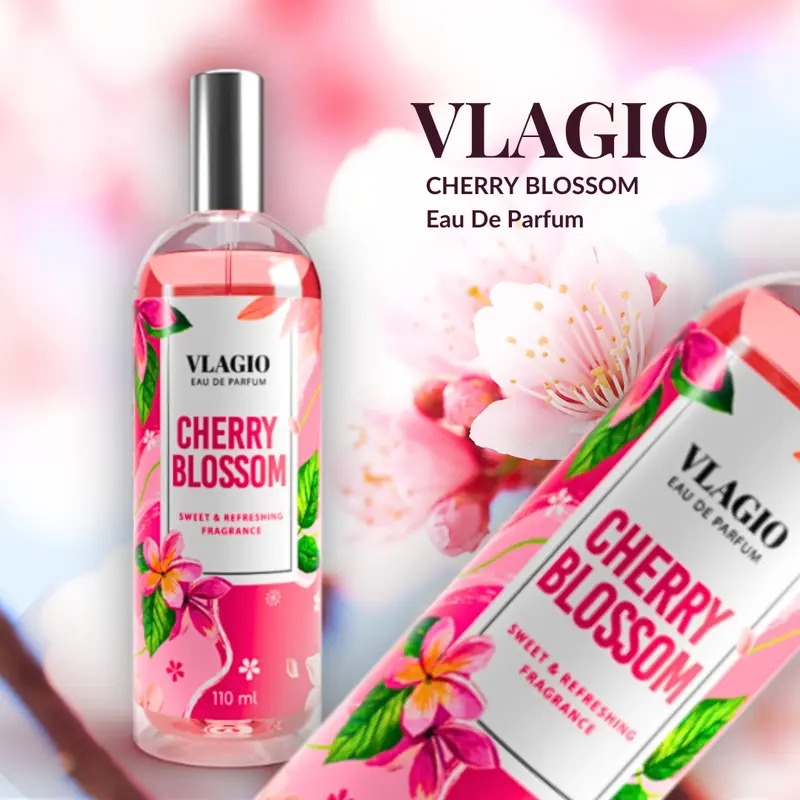 VLAGIO
CHERRY BLOSSOM
Eau De Parfum
VLAGIO
EAU DE PARFUM
CHERRY
BLOSSOM
SWEET & REFRESHING
FRAGRANCE
110 ml
VLAGIO
EAU DE PARFUM
CHERRY
BLOSSOM
SWEET & REFRESHING
FRAGRANCE